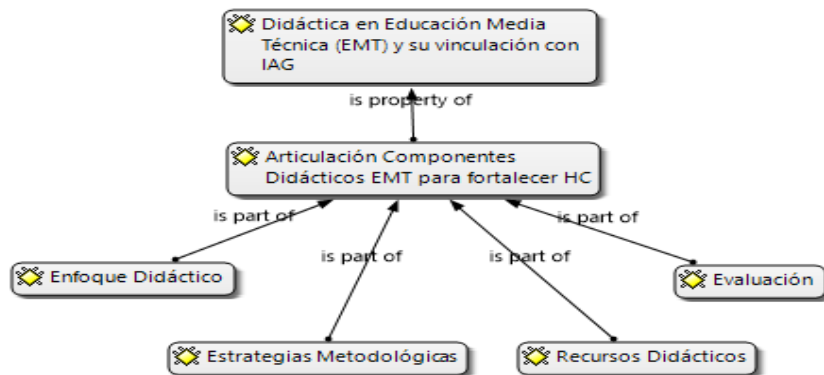 Didáctica en Educación Media
Técnica (EMT) y su vinculación con
IAG
is property of
Articulación Componentes
Didácticos EMT para fortalecer HC
is part of
is part of
is part of
is part of
Enfoque Didáctico
Evaluación
Estrategias Metodológicas
Recursos Didácticos